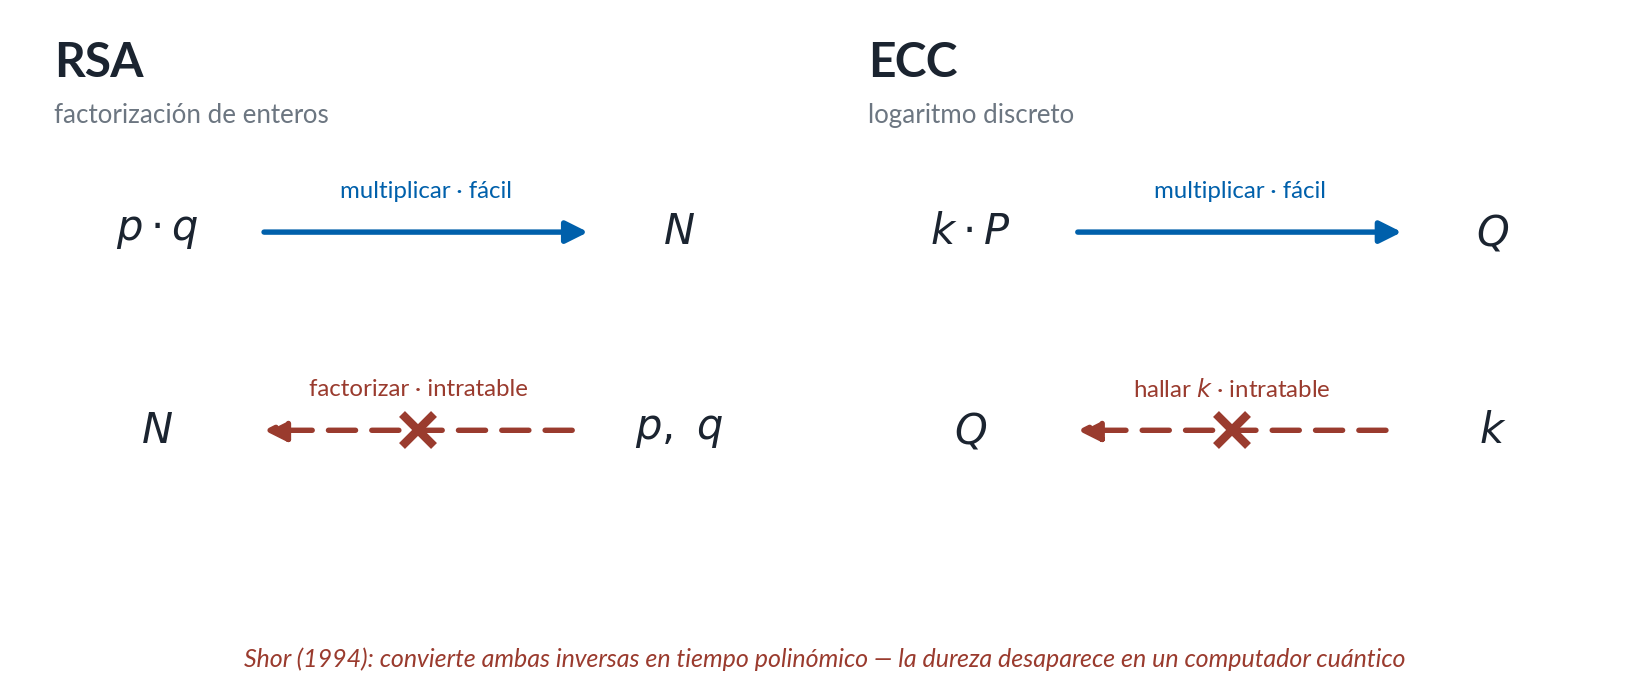 RSA
factorización de enteros
multiplicar · fácil
p · q N
factorizar · intratable
N p, q
ECC
logaritmo discreto
multiplicar · fácil
k · P Q
hallar k · intratable
Q k
Shor (1994): convierte ambas inversas en tiempo polinómico — la dureza desaparece en un computador cuántico